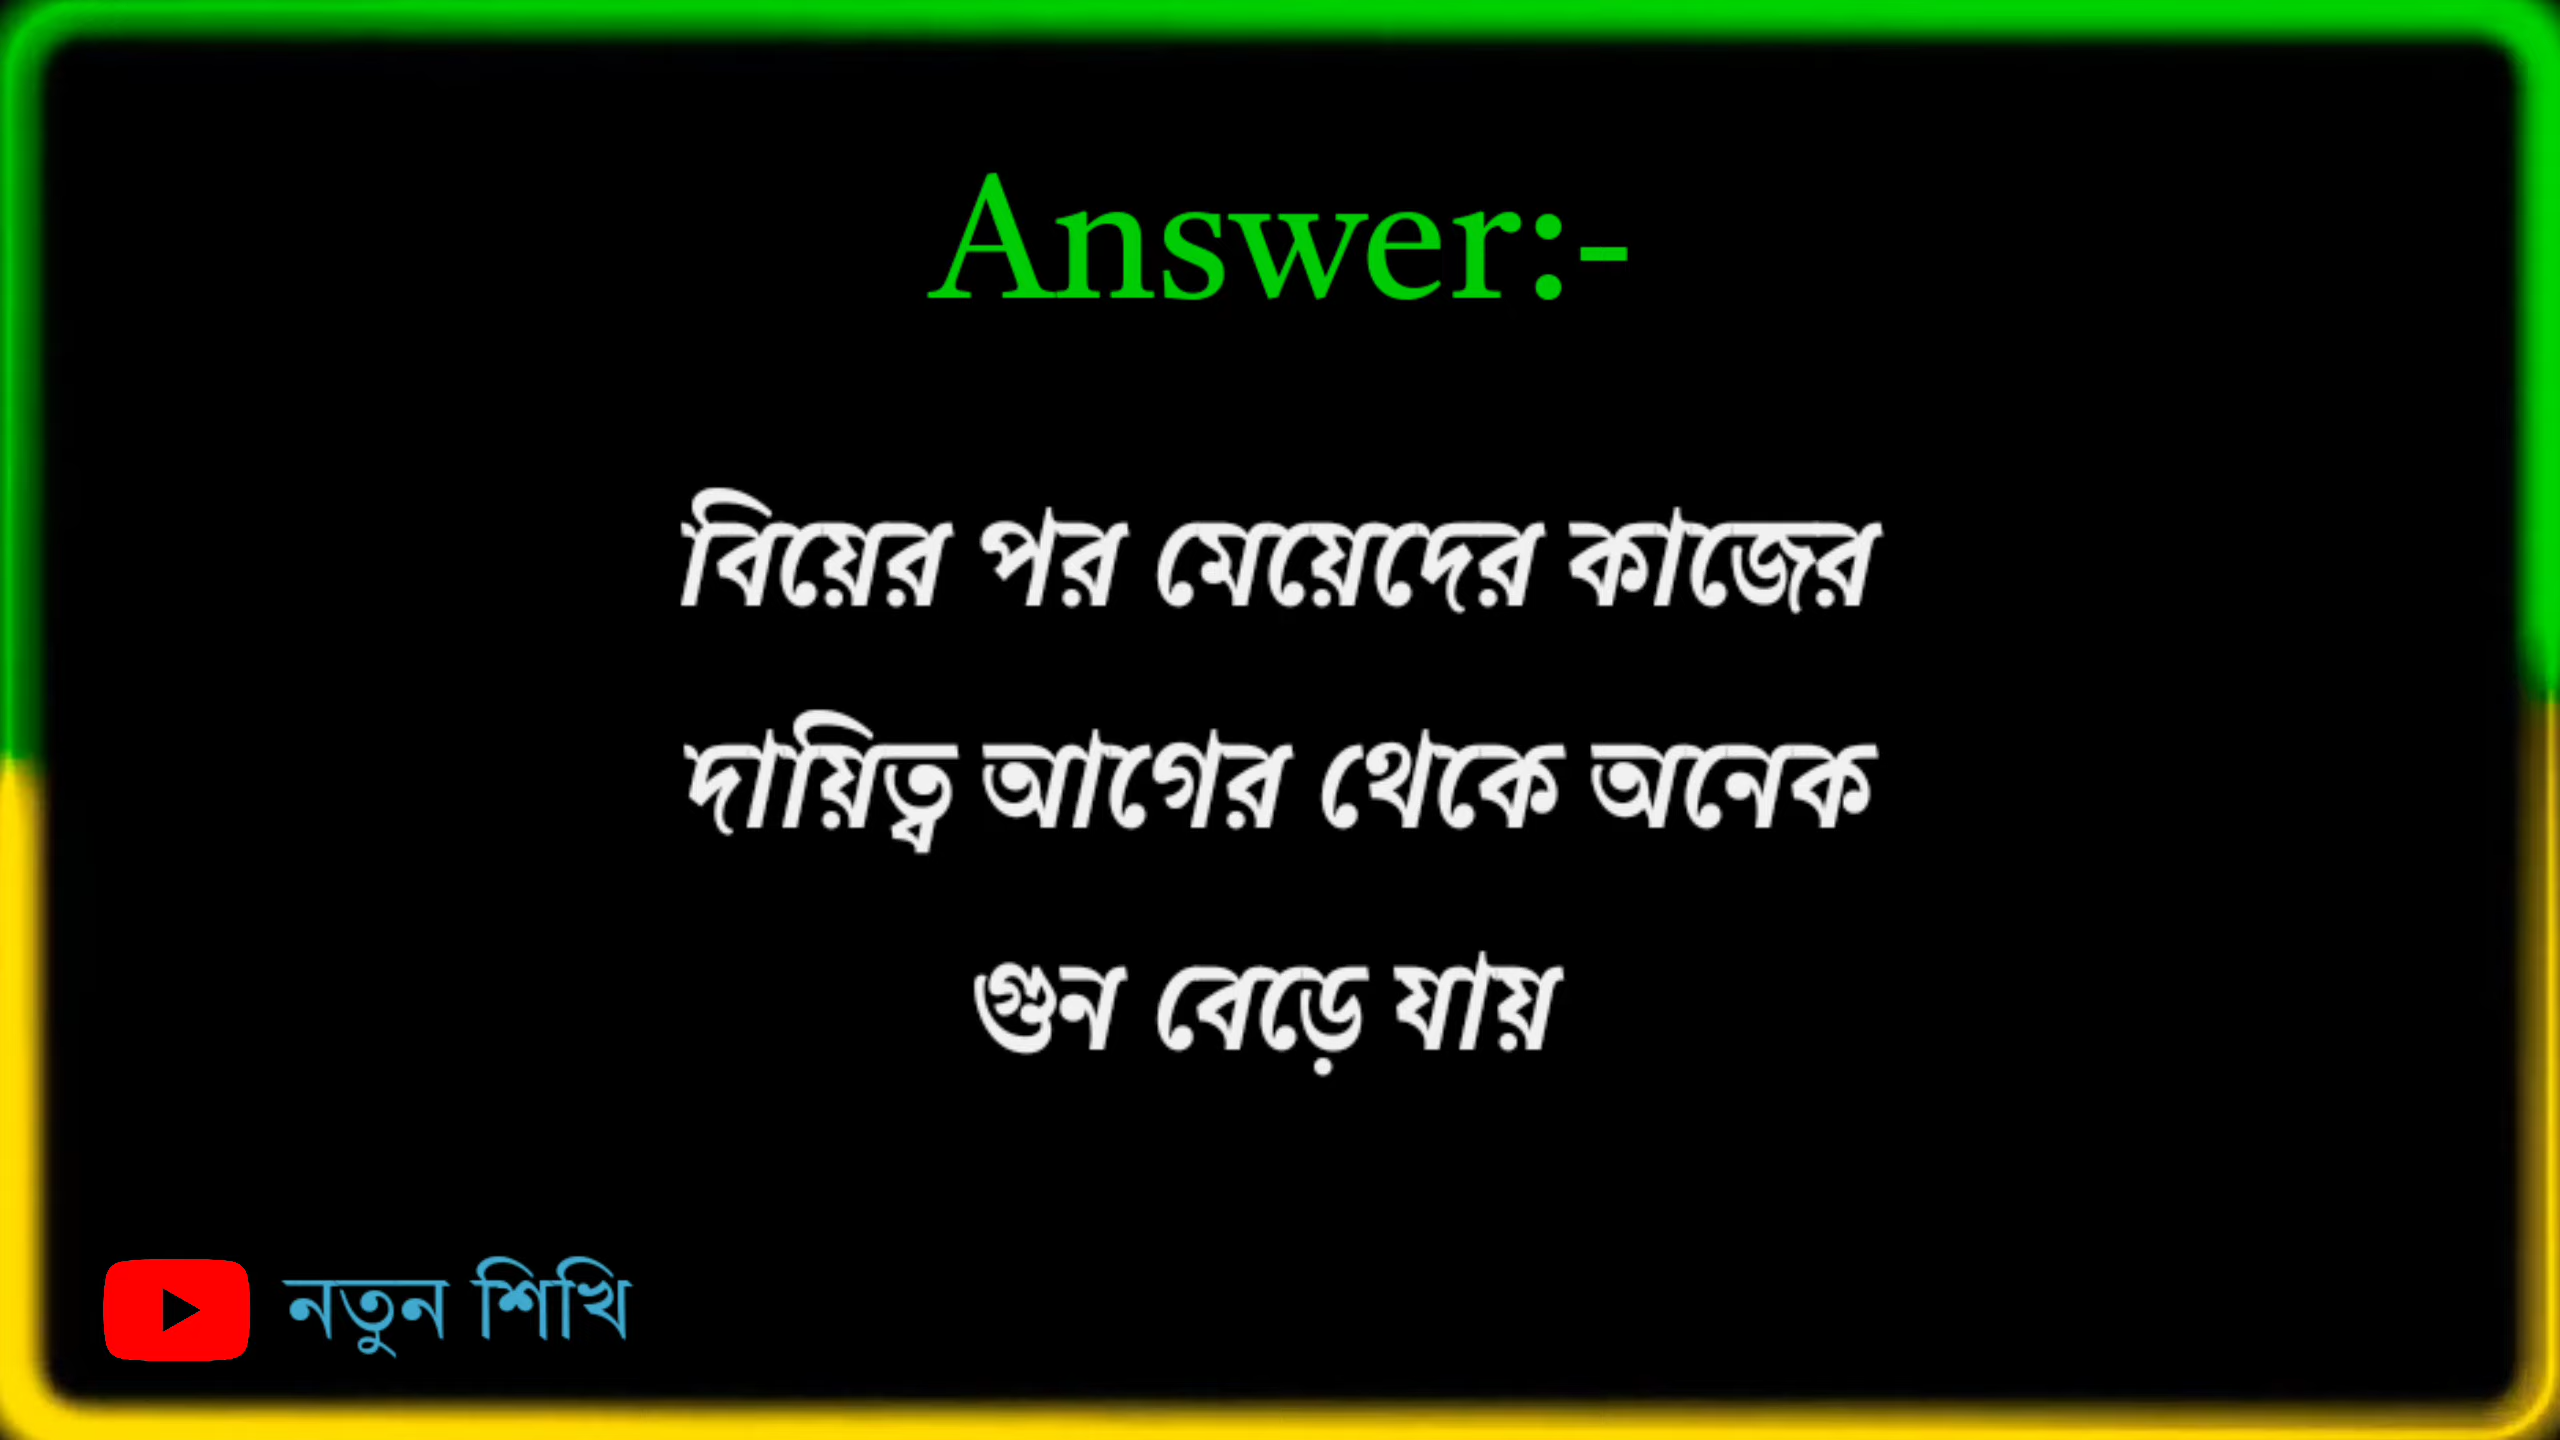 Answer:-
বিয়ের পর মেয়েদের কাজের
দায়িত্ব আগের থেকে অনেক
গুন বেড়ে যায়
নতুন শিখি